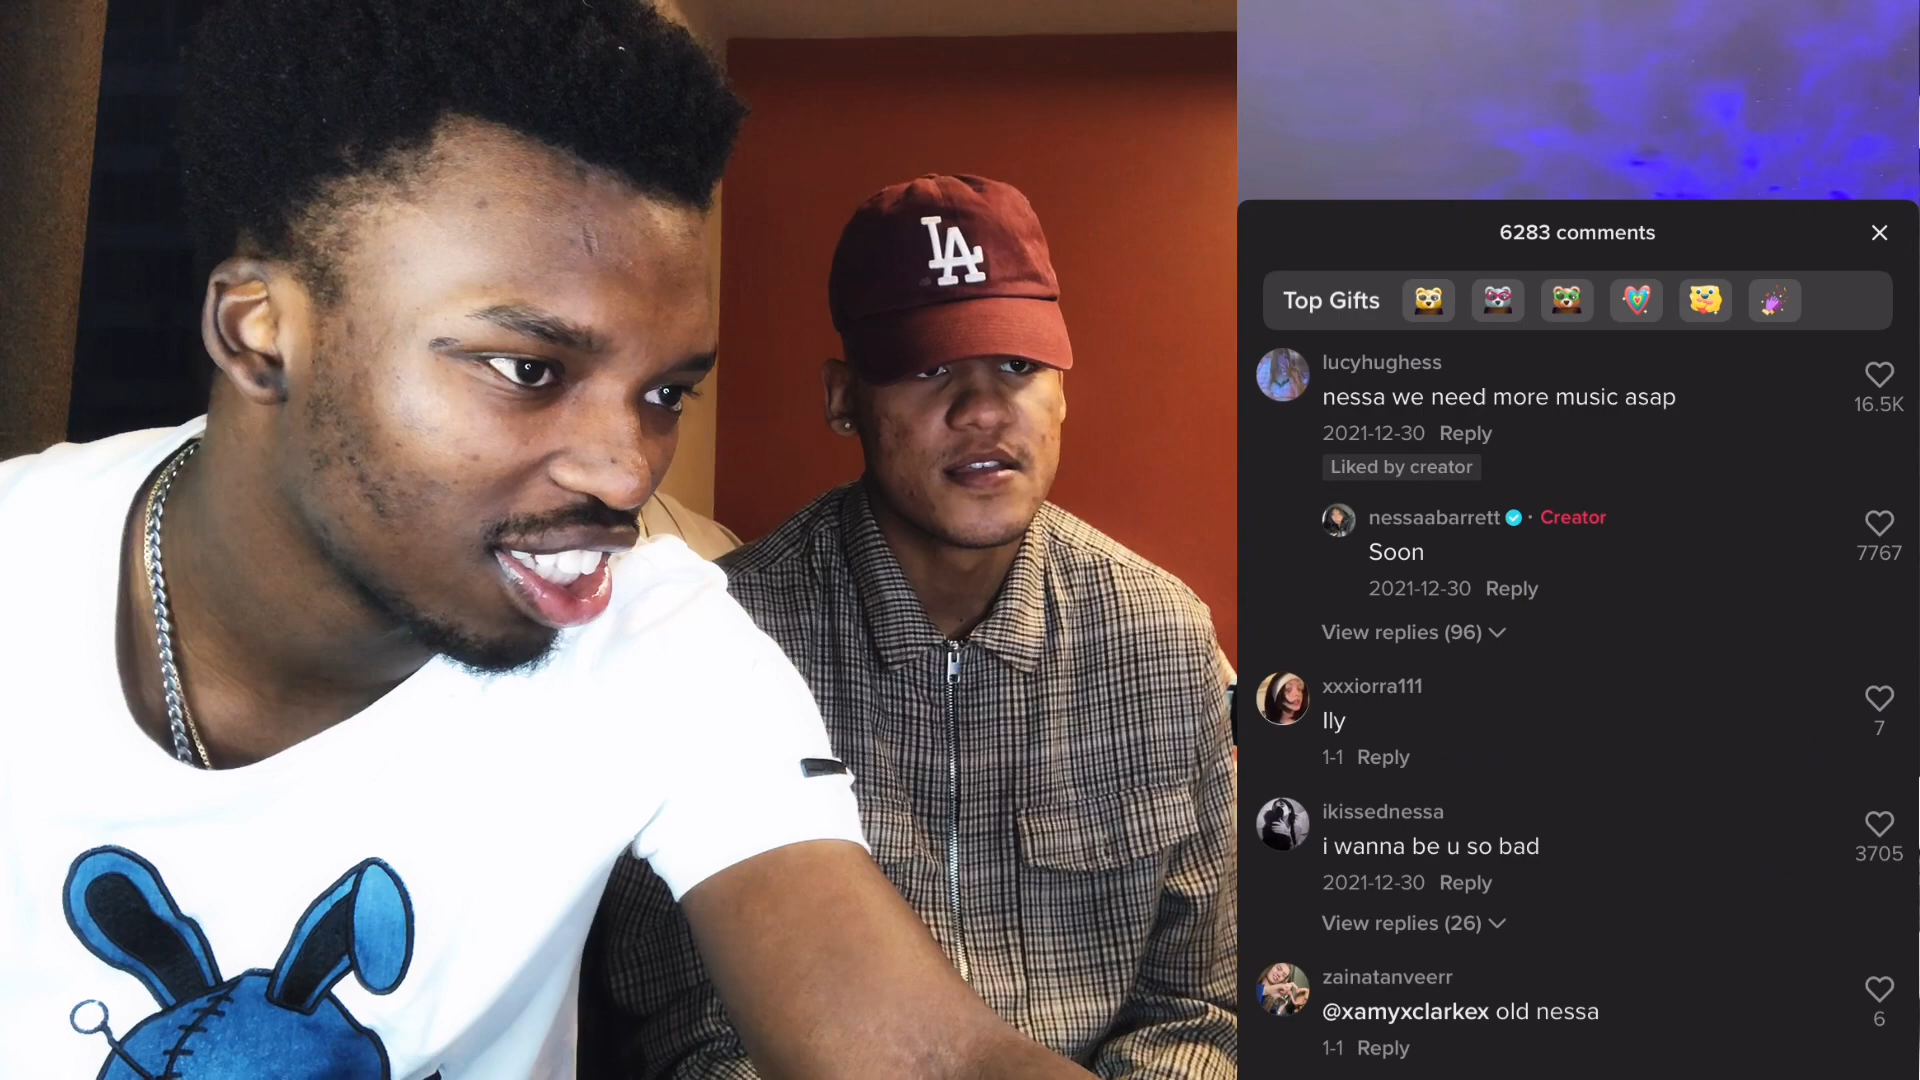 LA
6283 comments
Top Gifts
lucyhughess
nessa we need more music asap
16.5K
2021-12-30 Reply
Liked by creator
nessaabarrett · Creator
Soon
7767
2021-12-30 Reply
View replies (96)
xxxiorra111
Ily
7
1-1 Reply
ikissednessa
i wanna be u so bad
3705
2021-12-30 Reply
View replies (26)
zainatanveerr
@xamyxclarkex old nessa
6
1-1 Reply